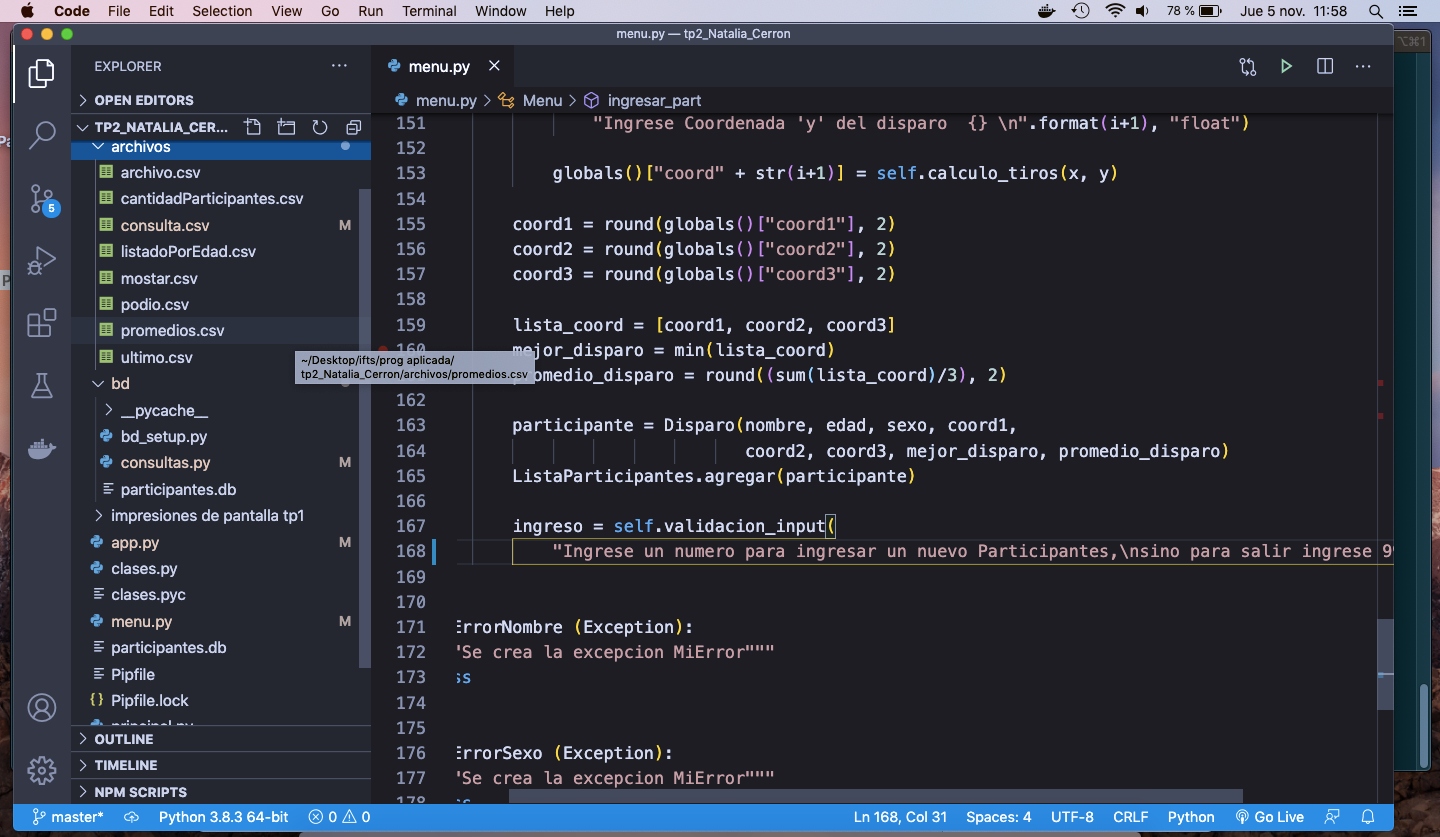 Code File Edit Selection View Go Run Terminal Window Help 78 % Jue 5 nov. 11:58
menu.py — tp2_Natalia_Cerron
⌥⌘1
EXPLORER ···
menu.py
OPEN EDITORS
menu.py > Menu > ingresar_part
TP2_NATALIA_CER...
archivos
archivo.csv
cantidadParticipantes.csv
consulta.csv M
listadoPorEdad.csv
mostar.csv
podio.csv
promedios.csv
ultimo.csv
~/Desktop/ifts/prog aplicada/
tp2_Natalia_Cerron/archivos/promedios.csv
bd
__pycache__
bd_setup.py
consultas.py M
participantes.db
impresiones de pantalla tp1
app.py M
clases.py
clases.pyc
menu.py M
participantes.db
Pipfile
{} Pipfile.lock
principal.py
OUTLINE
TIMELINE
NPM SCRIPTS
5
151 "Ingrese Coordenada 'y' del disparo  {} \n".format(i+1), "float")
152
153 globals()["coord" + str(i+1)] = self.calculo_tiros(x, y)
154
155 coord1 = round(globals()["coord1"], 2)
156 coord2 = round(globals()["coord2"], 2)
157 coord3 = round(globals()["coord3"], 2)
158
159 lista_coord = [coord1, coord2, coord3]
160 mejor_disparo = min(lista_coord)
promedio_disparo = round((sum(lista_coord)/3), 2)
162
163 participante = Disparo(nombre, edad, sexo, coord1,
164 coord2, coord3, mejor_disparo, promedio_disparo)
165 ListaParticipantes.agregar(participante)
166
167 ingreso = self.validacion_input(
168 "Ingrese un numero para ingresar un nuevo Participantes,\nsino para salir ingrese 9
169
170
171 ErrorNombre (Exception):
172 "Se crea la excepcion MiError"""
173 ss
174
175
176 ErrorSexo (Exception):
177 "Se crea la excepcion MiError"""
178 ss
master* Python 3.8.3 64-bit 0 0 Ln 168, Col 31 Spaces: 4 UTF-8 CRLF Python Go Live